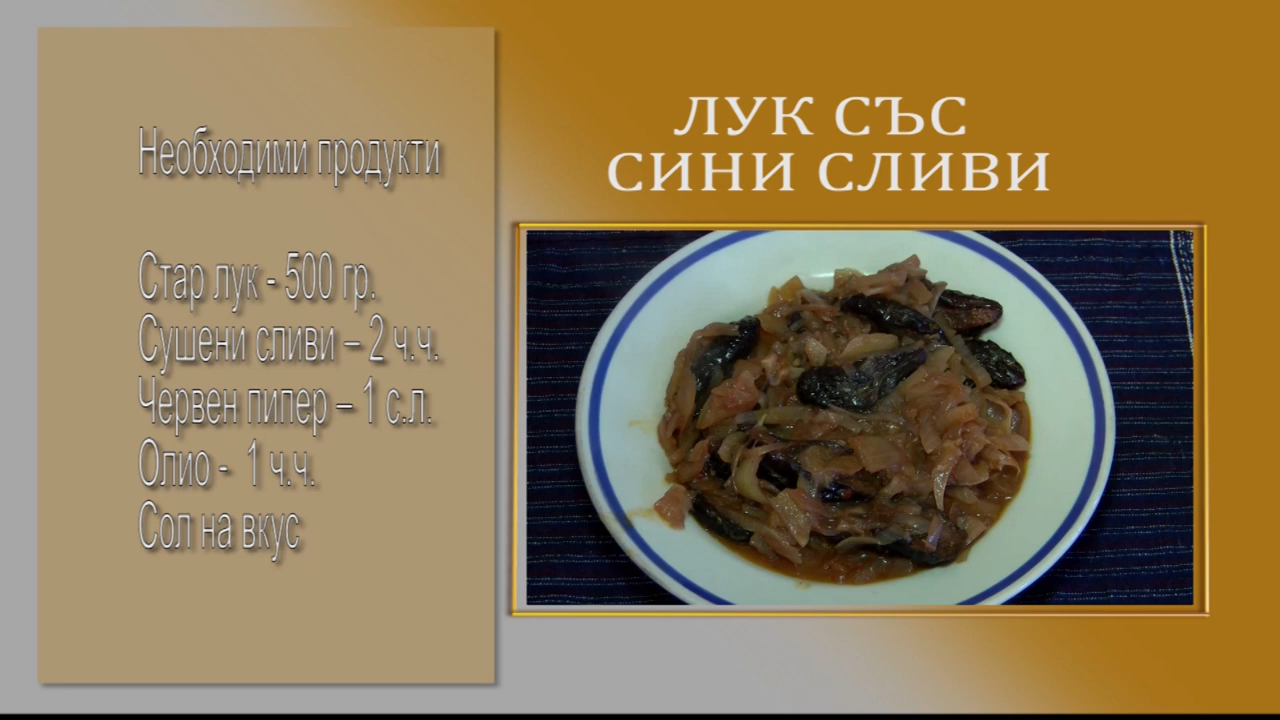 ЛУК СЪС
СИНИ СЛИВИ
Необходими продукти
Стар лук - 500 гр.
Сушени сливи – 2 ч.ч.
Червен пипер – 1 с.л.
Олио - 1 ч.ч.
Сол на вкус